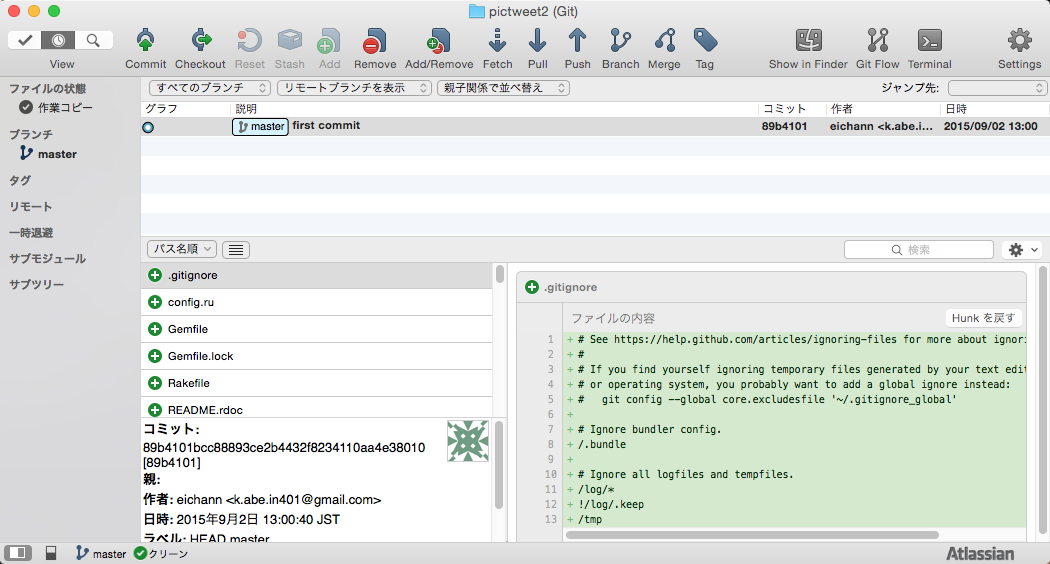 pictweet2 (Git)
View
Commit
Checkout
Reset
Stash
Add
Remove
Add/Remove
Fetch
Pull
Push
Branch
Merge
Tag
Show in Finder
Git Flow
Terminal
Settings
ファイルの状態
作業コピー
ブランチ
master
タグ
リモート
一時退避
サブモジュール
サブツリー
すべてのブランチ
リモートブランチを表示
親子関係で並べ替え
ジャンプ先:
グラフ 説明 コミット 作者 日時
master first commit 89b4101 eichann <k.abe.i... 2015/09/02 13:00
パス名順
検索
.gitignore
config.ru
Gemfile
Gemfile.lock
Rakefile
README.rdoc
コミット:
89b4101bcc88893ce2b4432f8234110aa4e38010
[89b4101]
親:
作者: eichann <k.abe.in401@gmail.com>
日時: 2015年9月2日 13:00:40 JST
ラベル: HEAD master
.gitignore
ファイルの内容
Hunk を戻す
1 + # See https://help.github.com/articles/ignoring-files for more about ignori
2 + #
3 + # If you find yourself ignoring temporary files generated by your text edit
4 + # or operating system, you probably want to add a global ignore instead:
5 + #   git config --global core.excludesfile '~/.gitignore_global'
6 +
7 + # Ignore bundler config.
8 + /.bundle
9 +
10 + # Ignore all logfiles and tempfiles.
11 + /log/*
12 + !/log/.keep
13 + /tmp
master クリーン
Atlassian